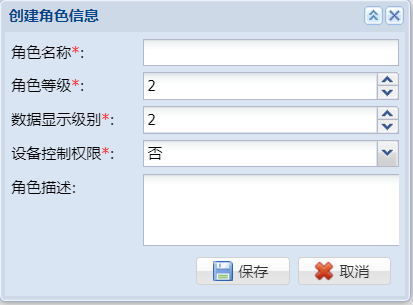 创建角色信息
角色名称*:
角色等级*: 2
数据显示级别*: 2
设备控制权限*: 否
角色描述:
保存 取消